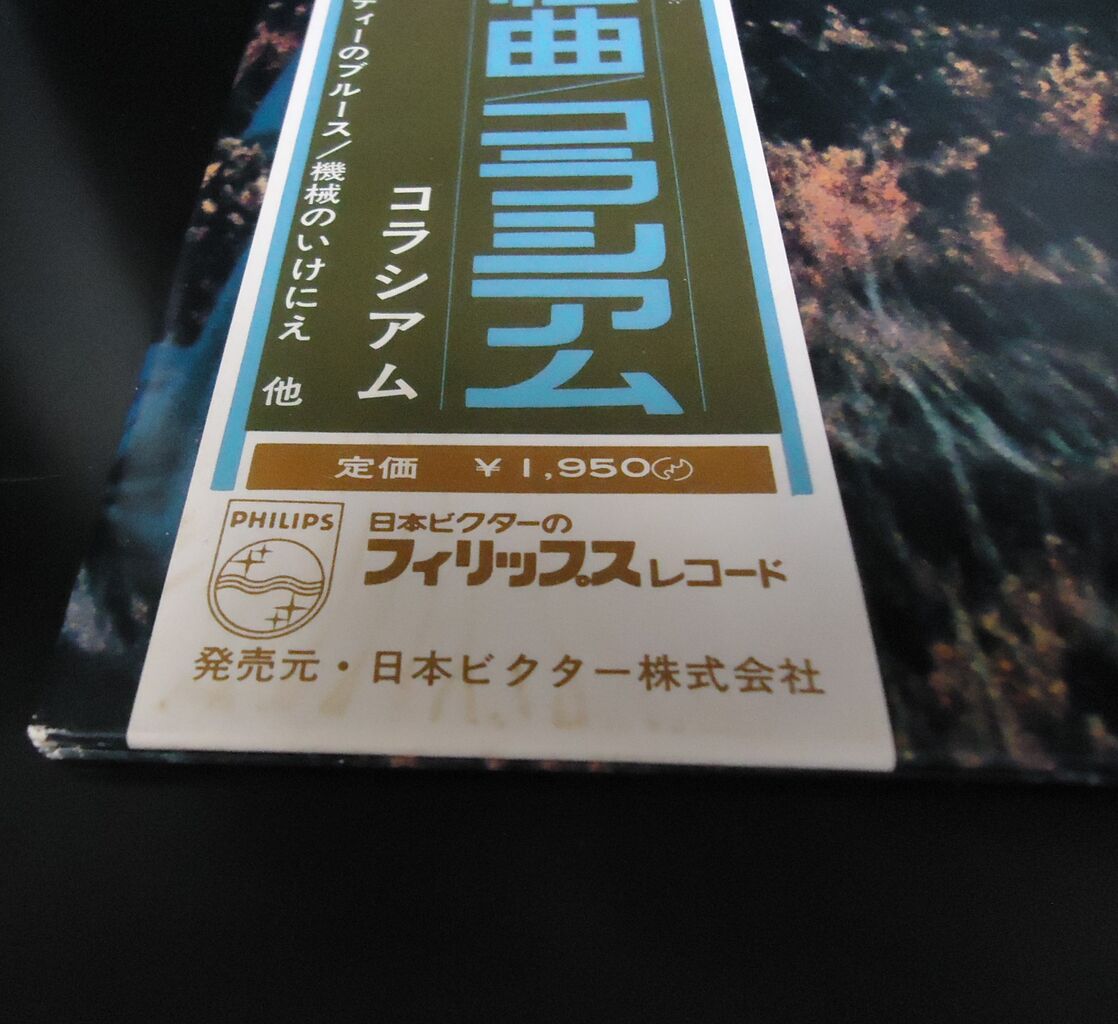 曲/コラシアム
コラシアム
ティーのブルース/機械のいけにえ 他
定価 ¥1,950
PHILIPS
日本ビクターの
フィリップスレコード
発売元・日本ビクター株式会社